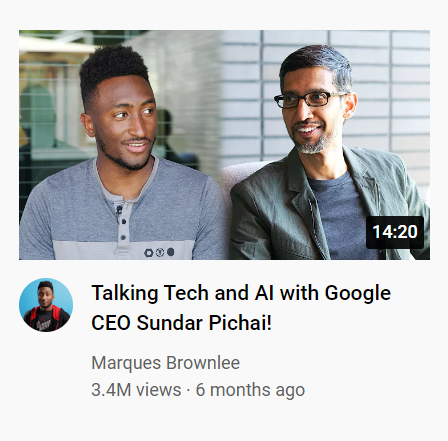 14:20
Talking Tech and AI with Google
CEO Sundar Pichai!
Marques Brownlee
3.4M views · 6 months ago